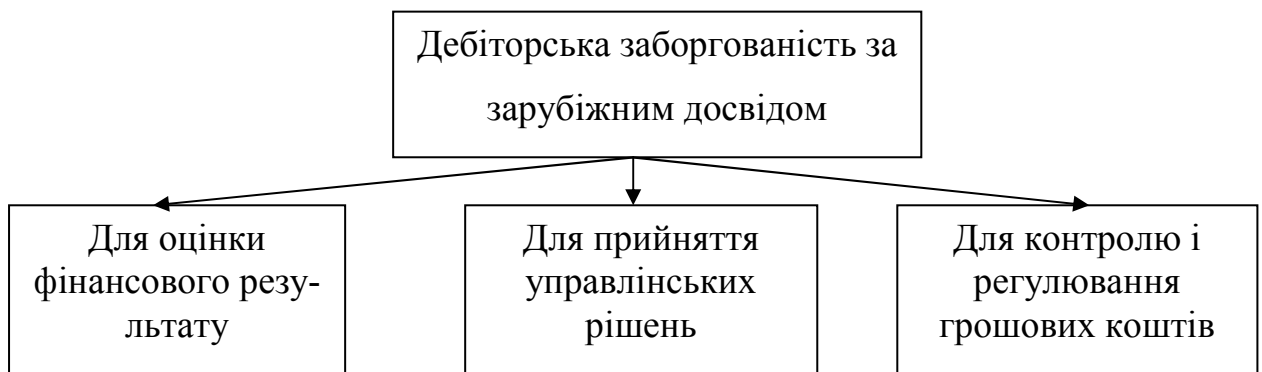 Дебіторська заборгованість за
зарубіжним досвідом
Для оцінки
фінансового резу-
льтату
Для прийняття
управлінських
рішень
Для контролю і
регулювання
грошових коштів